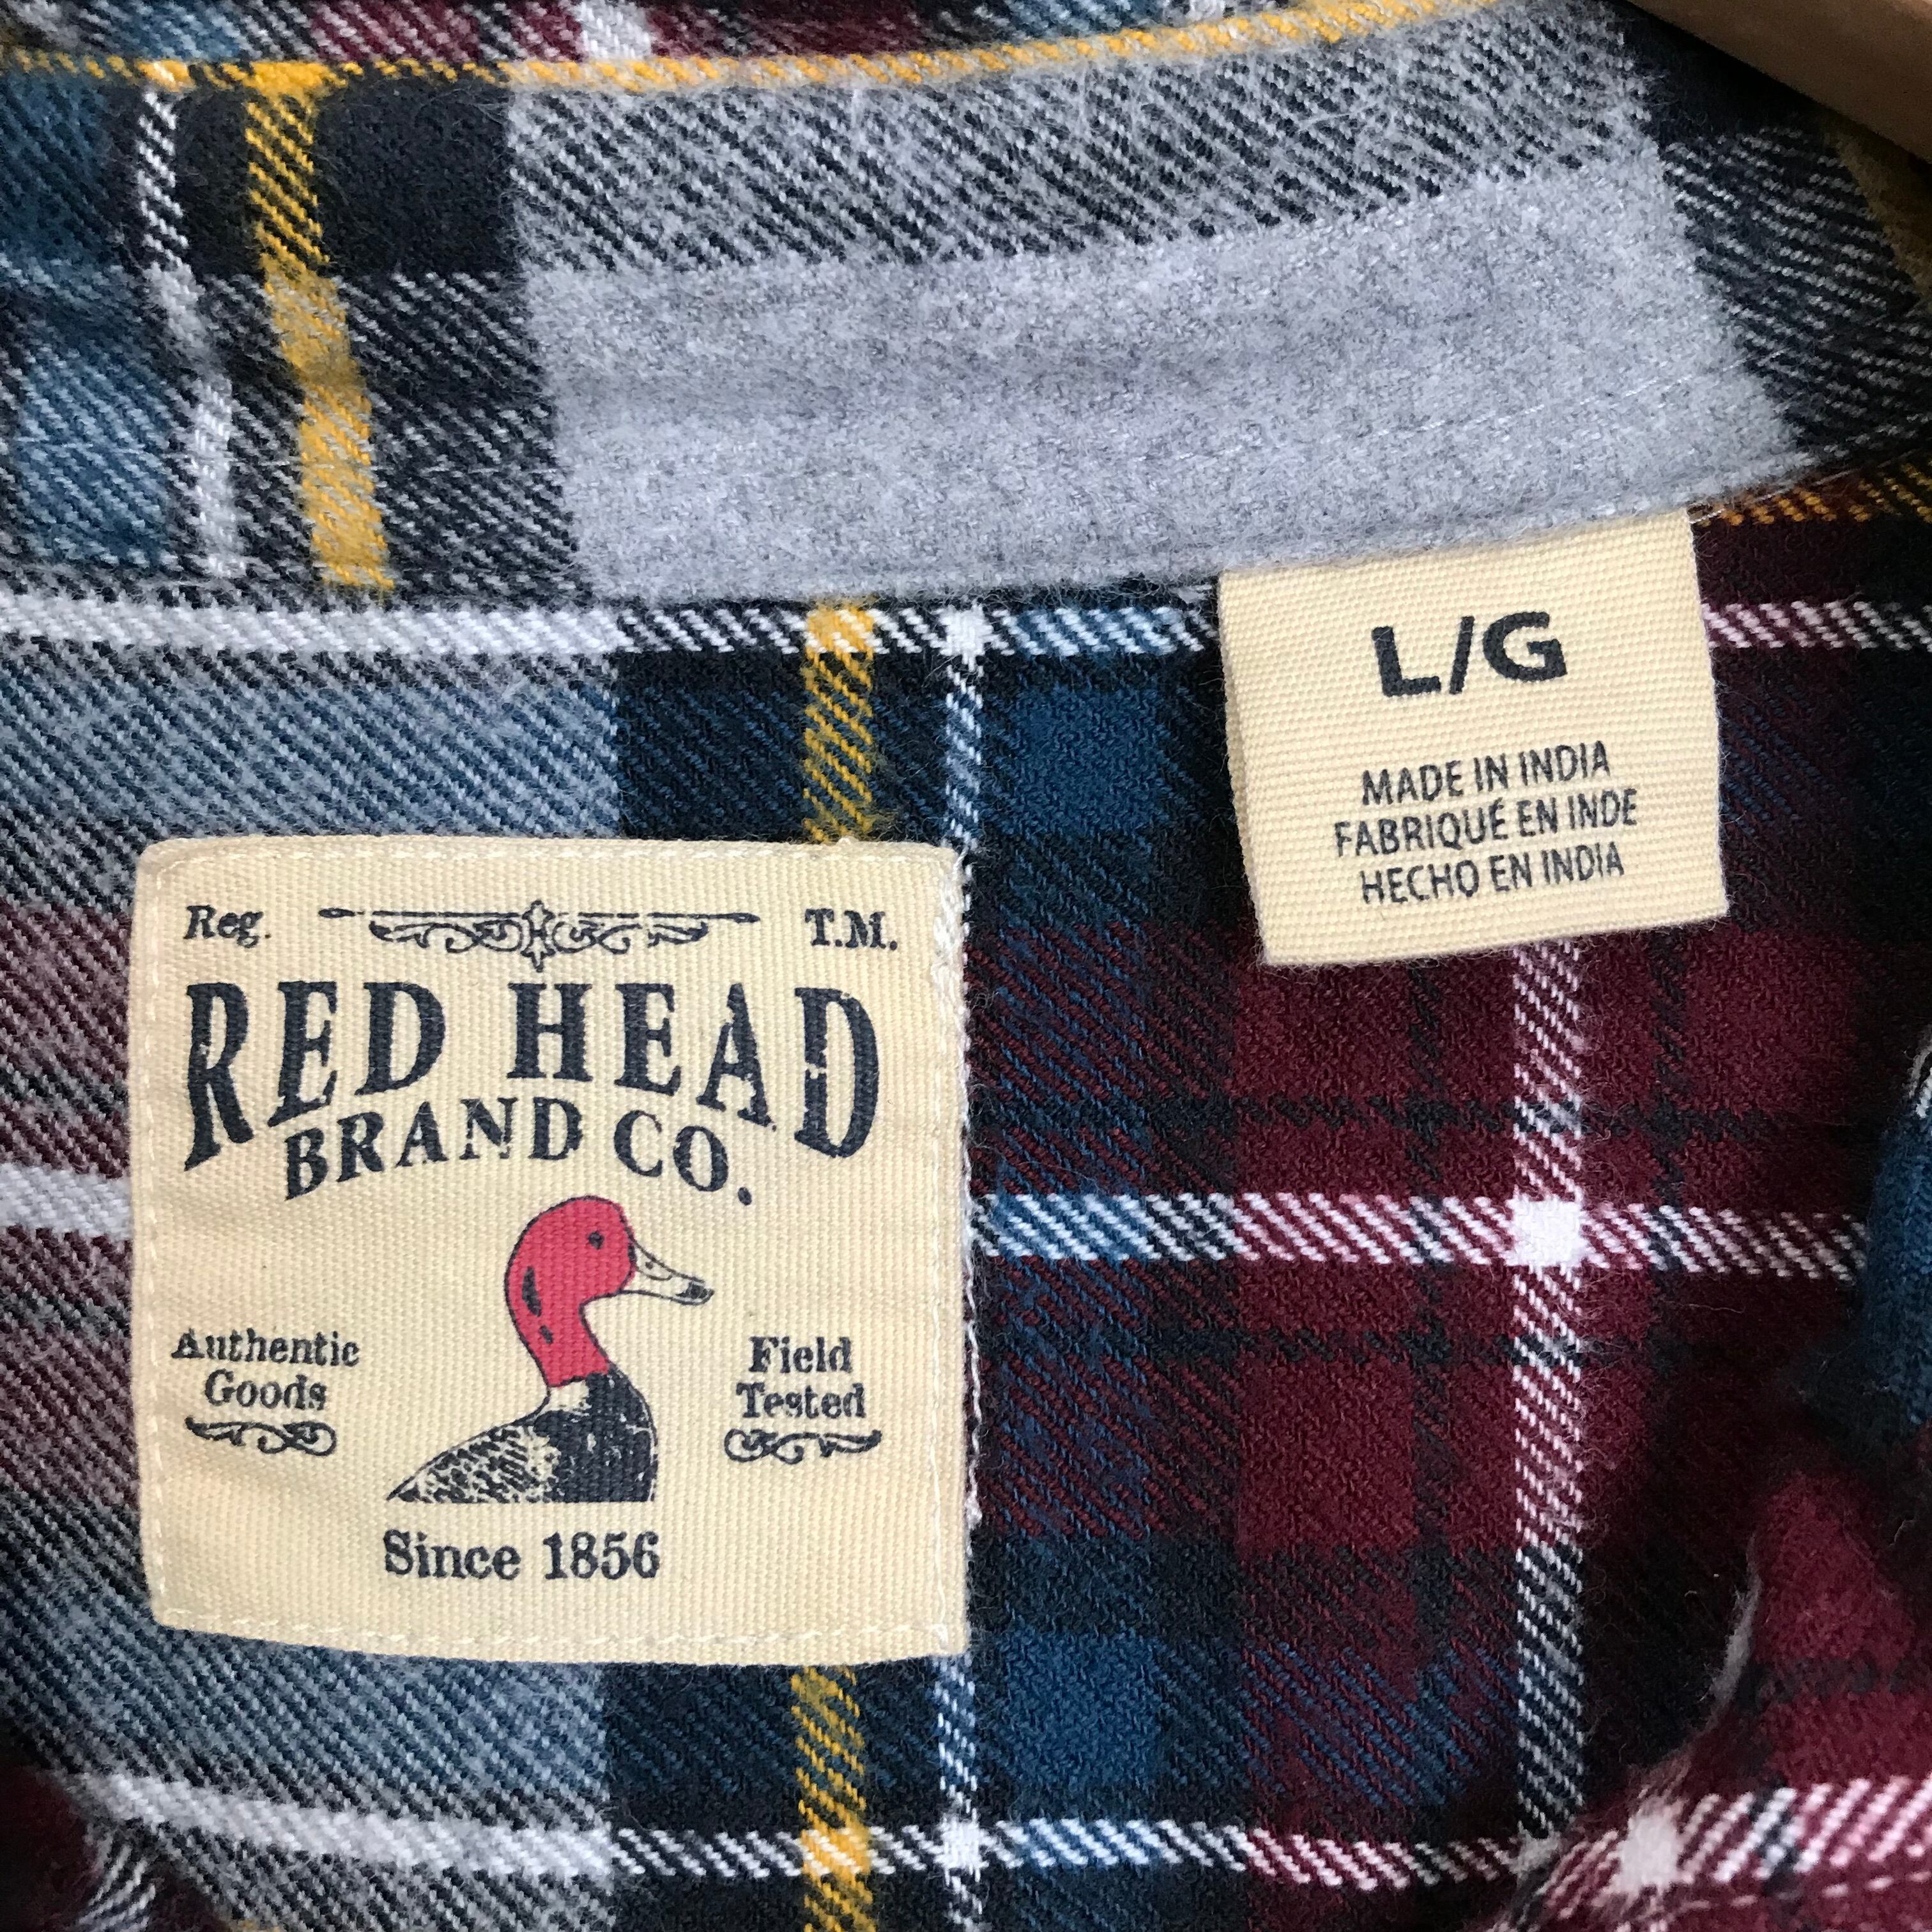 L/G
MADE IN INDIA
FABRIQUÉ EN INDE
HECHO EN INDIA
Reg. T.M.
RED HEAD
BRAND CO.
Authentic
Goods
Field
Tested
Since 1856